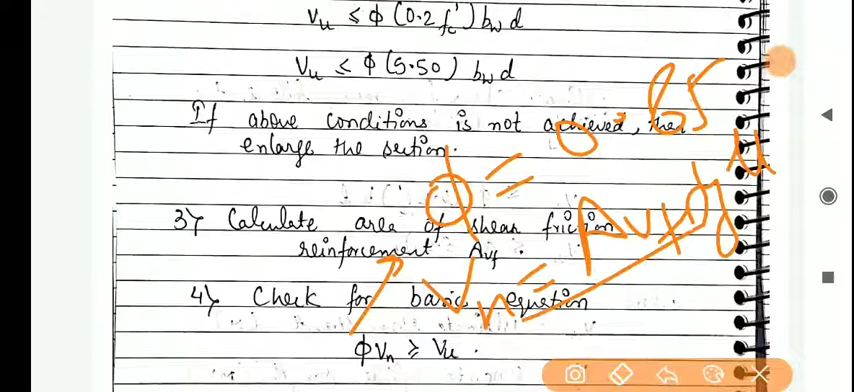 Vu ≤ ϕ (0.2 fc') bw d
Vu ≤ ϕ (5.50) bw d
If above conditions is not achieved, then
enlarge the section.
3) Calculate area of shear friction
reinforcement Avf.
4) Check for basic equation
ϕVn ≥ Vu.
ϕ = 0.65
Vn = Avf fy μ